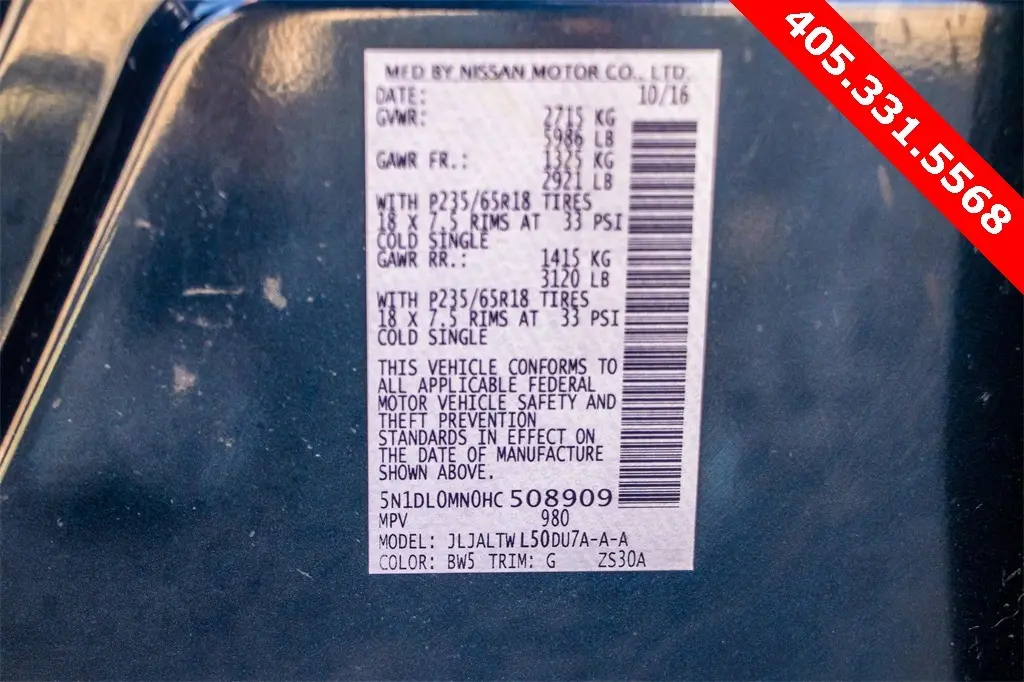 MFD BY NISSAN MOTOR CO., LTD.
DATE: 10/16
GVWR: 2715 KG
5986 LB
GAWR FR.: 1325 KG
2921 LB
WITH P235/65R18 TIRES
18 X 7.5 RIMS AT 33 PSI
COLD SINGLE
GAWR RR.: 1415 KG
3120 LB
WITH P235/65R18 TIRES
18 X 7.5 RIMS AT 33 PSI
COLD SINGLE
THIS VEHICLE CONFORMS TO
ALL APPLICABLE FEDERAL
MOTOR VEHICLE SAFETY AND
THEFT PREVENTION
STANDARDS IN EFFECT ON
THE DATE OF MANUFACTURE
SHOWN ABOVE.
5N1DL0MN0HC 508909
MPV 980
MODEL: JLJALTW L50DU7A-A-A
COLOR: BW5 TRIM: G ZS30A
405.331.5568